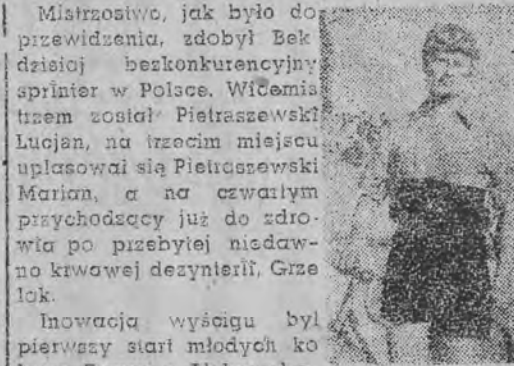 Mistrzostwo, jak było do
przewidzenia, zdobył Bek
dzisiaj bezkonkurencyjny
sprinter w Polsce. Wicemis
trzem został Pietraszewski
Lucjan, na trzecim miejscu
uplasował się Pietraszewski
Marian, a na czwartym
przychodzący już do zdro-
wia po przebytej niedaw-
no krwawej dezynterii, Grze
lak.
Inowacją wyścigu był
pierwszy start młodych ko